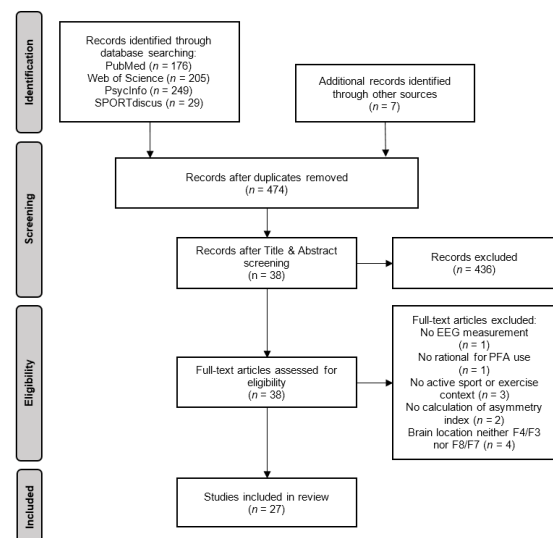 Identification
Records identified through
database searching:
PubMed (n = 176)
Web of Science (n = 205)
PsycInfo (n = 249)
SPORTdiscus (n = 29)
Additional records identified
through other sources
(n = 7)
Screening
Records after duplicates removed
(n = 474)
Records after Title & Abstract
screening
(n = 38)
Records excluded
(n = 436)
Eligibility
Full-text articles assessed for
eligibility
(n = 38)
Full-text articles excluded:
No EEG measurement
(n = 1)
No rational for PFA use
(n = 1)
No active sport or exercise
context (n = 3)
No calculation of asymmetry
index (n = 2)
Brain location neither F4/F3
nor F8/F7 (n = 4)
Included
Studies included in review
(n = 27)